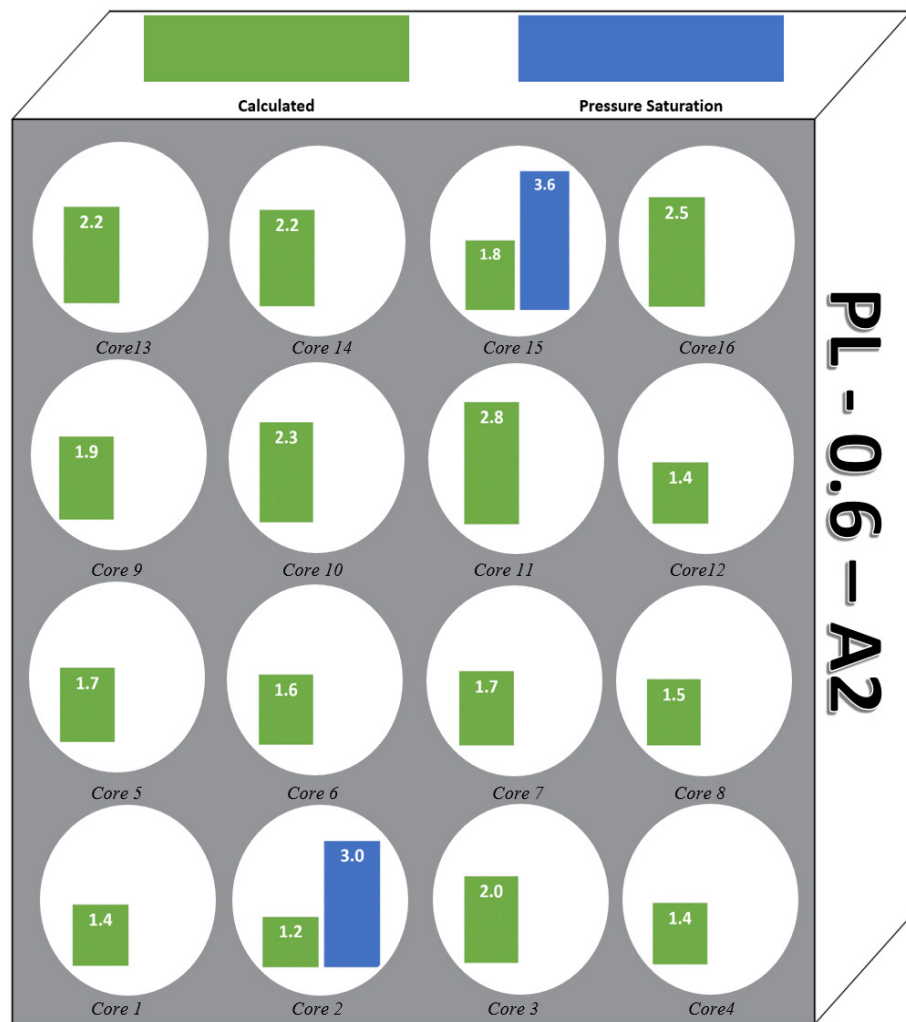 Calculated
Pressure Saturation
2.2
2.2
1.8
3.6
2.5
Core13
Core 14
Core 15
Core16
1.9
2.3
2.8
1.4
Core 9
Core 10
Core 11
Core12
1.7
1.6
1.7
1.5
Core 5
Core 6
Core 7
Core 8
1.4
1.2
3.0
2.0
1.4
Core 1
Core 2
Core 3
Core4
PL - 0.6 – A2